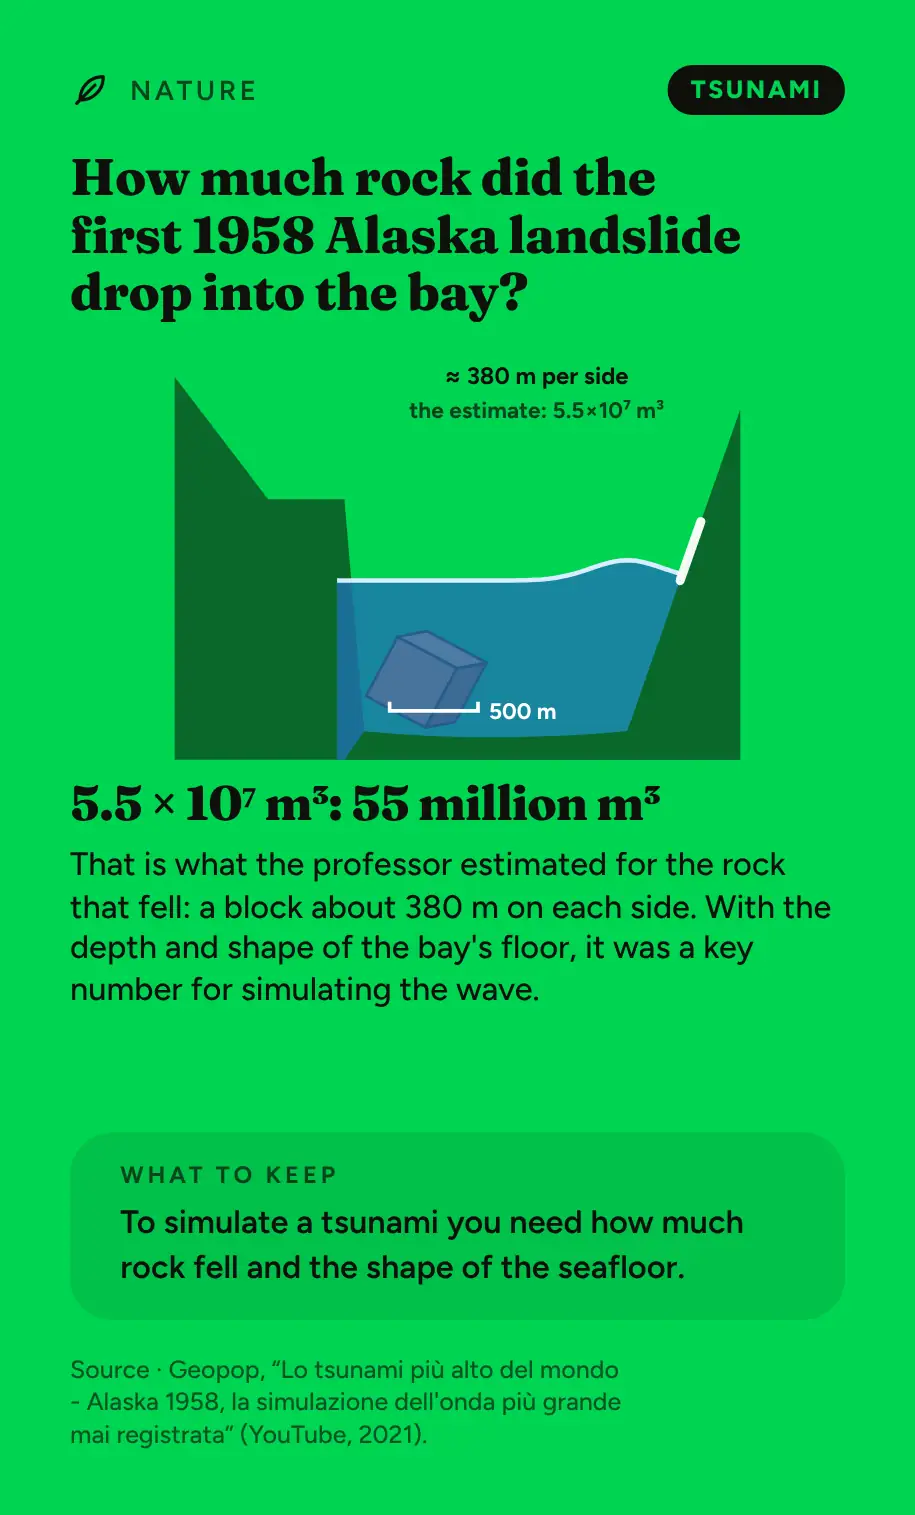 NATURE
TSUNAMI
How much rock did the
first 1958 Alaska landslide
drop into the bay?
≈ 380 m per side
the estimate: 5.5×10⁷ m³
500 m
5.5 × 10⁷ m³: 55 million m³
That is what the professor estimated for the rock
that fell: a block about 380 m on each side. With the
depth and shape of the bay's floor, it was a key
number for simulating the wave.
WHAT TO KEEP
To simulate a tsunami you need how much
rock fell and the shape of the seafloor.
Source · Geopop, “Lo tsunami più alto del mondo
- Alaska 1958, la simulazione dell'onda più grande
mai registrata” (YouTube, 2021).